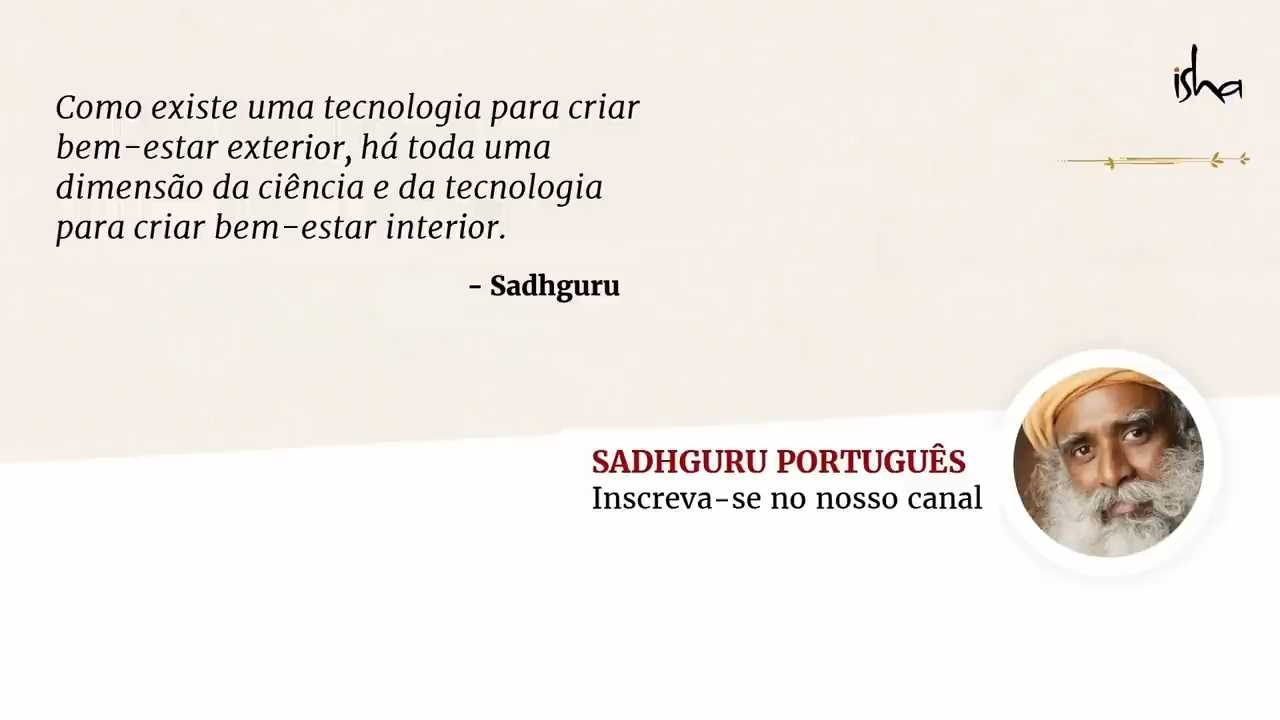 isha
Como existe uma tecnologia para criar
bem-estar exterior, há toda uma
dimensão da ciência e da tecnologia
para criar bem-estar interior.
- Sadhguru
SADHGURU PORTUGUÊS
Inscreva-se no nosso canal